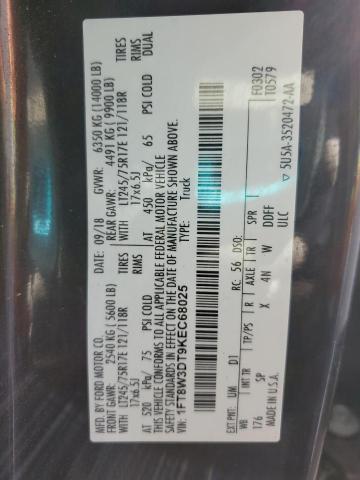 MFD. BY FORD MOTOR CO.
DATE: 09/18 GVWR: 6350 KG (14000 LB)
FRONT GAWR: 2540 KG ( 5600 LB) REAR GAWR: 4491 KG ( 9900 LB)
WITH LT245/75R17E 121/118R TIRES WITH LT245/75R17E 121/118R TIRES
17x6.5J RIMS 17x6.5J RIMS
AT 520 kPa/ 75 PSI COLD AT 450 kPa/ 65 PSI COLD DUAL
THIS VEHICLE CONFORMS TO ALL APPLICABLE FEDERAL MOTOR VEHICLE
SAFETY STANDARDS IN EFFECT ON THE DATE OF MANUFACTURE SHOWN ABOVE.
VIN: 1FT8W3DT9KEC68025 TYPE: Truck
F0302
T0579
EXT PNT: UM D1 RC: 56 DSO:
WB INT TR TP/PS R AXLE TR SPR
176 SP X 4N W DDFF
ULC
MADE IN U.S.A.
▽ 5U5A-3520472-AA